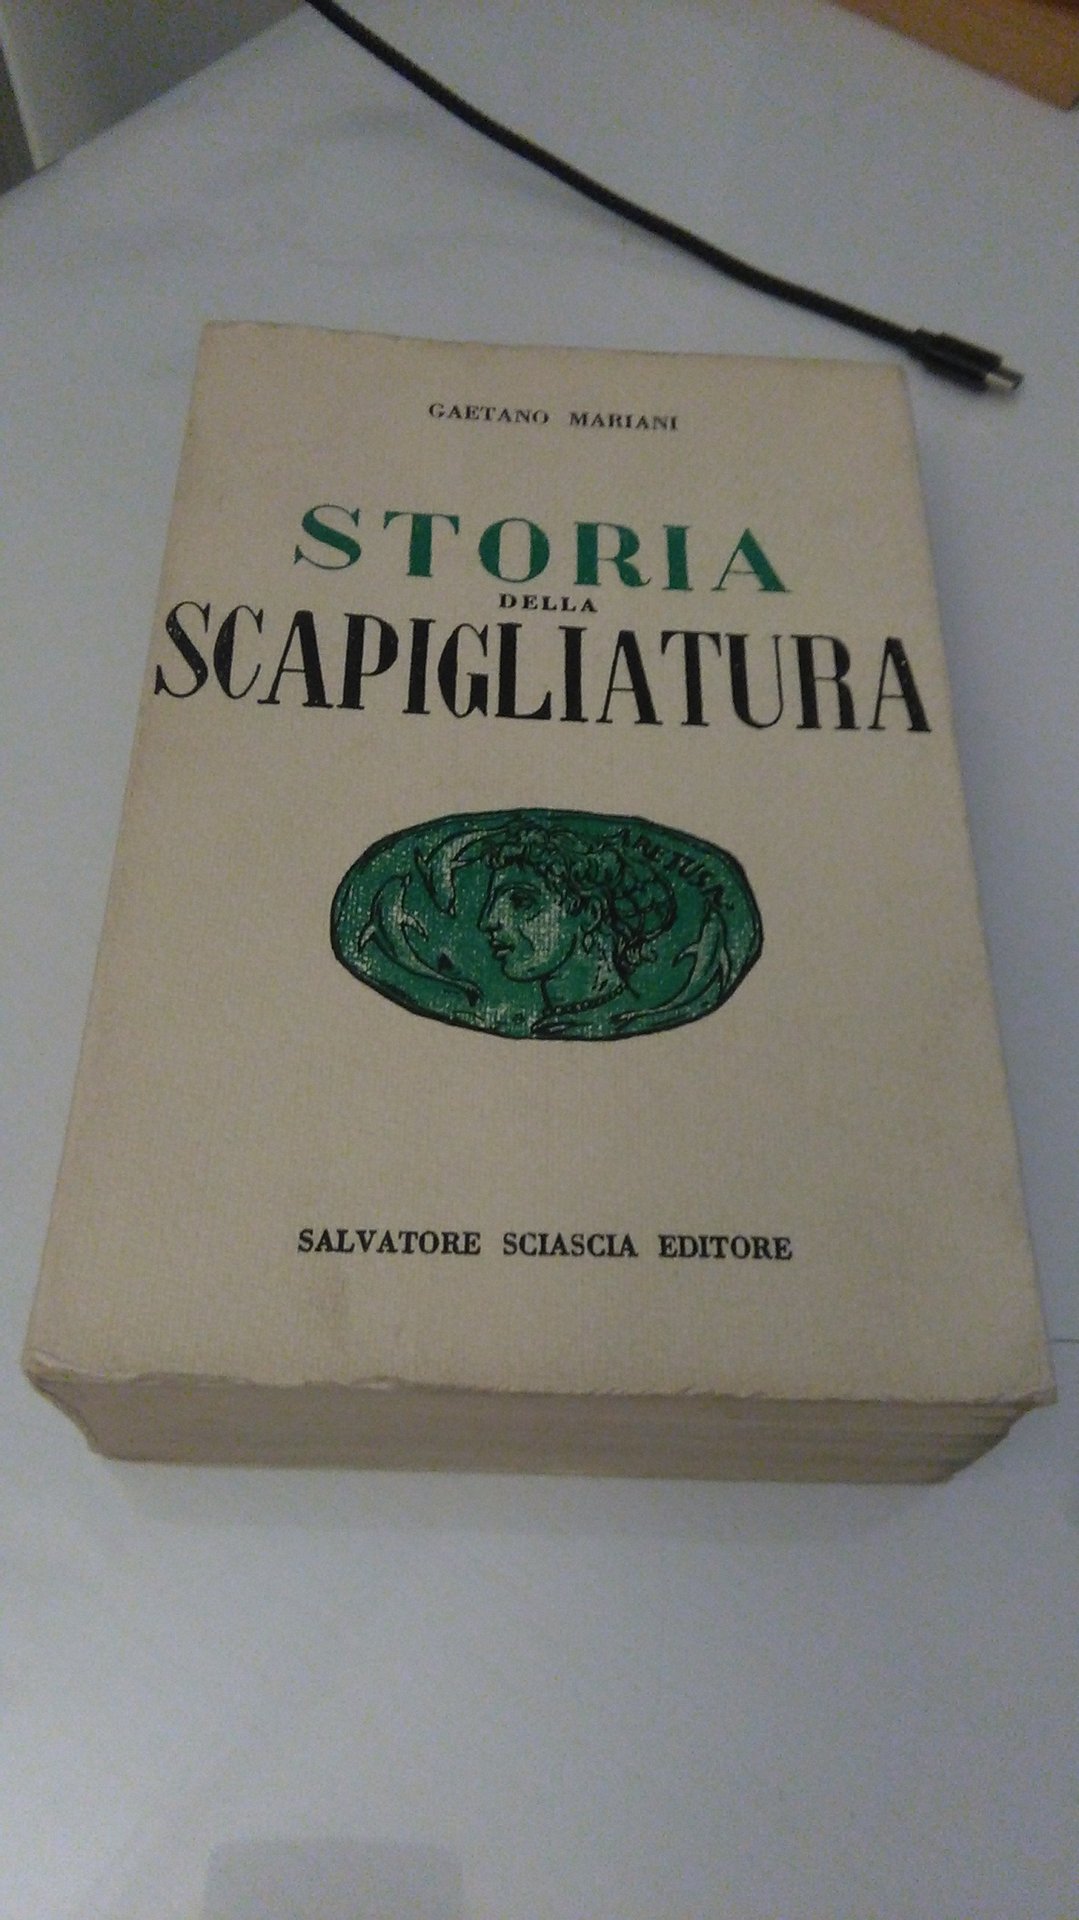 GAETANO MARIANI
STORIA
DELLA
SCAPIGLIATURA
ARETUSA
SALVATORE SCIASCIA EDITORE